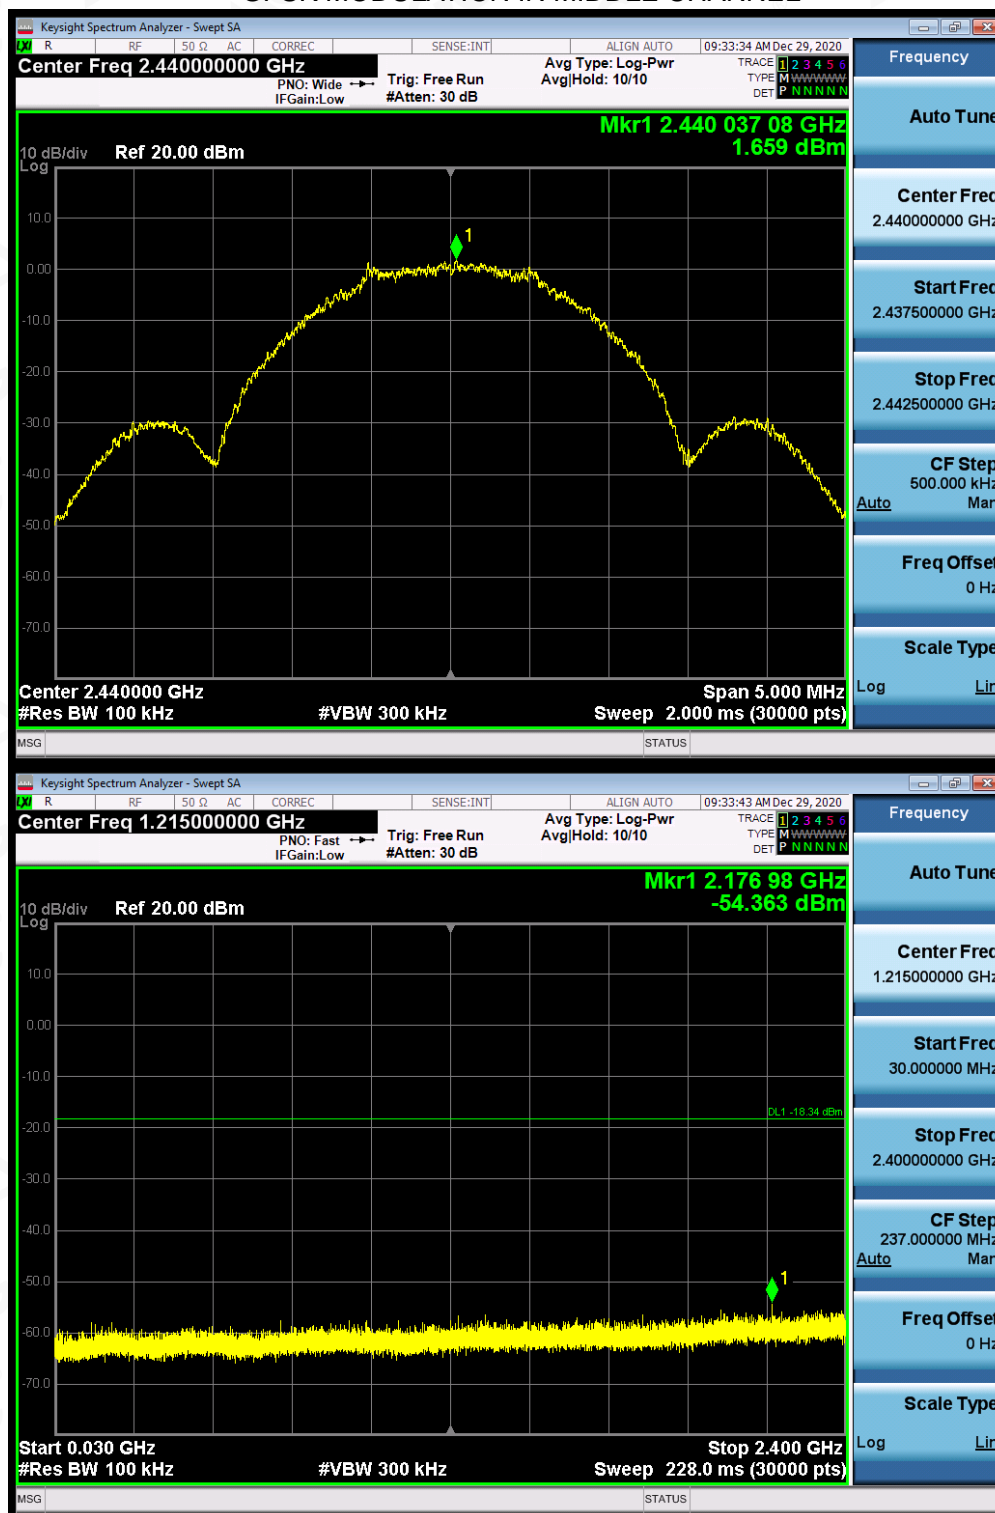 Keysight Spectrum Analyzer - Swept SA
LXI R RF 50 Ω AC CORREC SENSE:INT ALIGN AUTO 09:33:34 AM Dec 29, 2020
Center Freq 2.440000000 GHz
PNO: Wide
IFGain:Low
Trig: Free Run
#Atten: 30 dB
Avg Type: Log-Pwr
Avg|Hold: 10/10
TRACE 1 2 3 4 5 6
TYPE M WWWWW
DET P N N N N N
Mkr1 2.440 037 08 GHz
1.659 dBm
10 dB/div Ref 20.00 dBm
Log
10.0
0.00
-10.0
-20.0
-30.0
-40.0
-50.0
-60.0
-70.0
1
Center 2.440000 GHz Span 5.000 MHz
#Res BW 100 kHz #VBW 300 kHz Sweep 2.000 ms (30000 pts)
MSG STATUS
Frequency
Auto Tune
Center Freq
2.440000000 GHz
Start Freq
2.437500000 GHz
Stop Freq
2.442500000 GHz
CF Step
500.000 kHz
Auto Man
Freq Offset
0 Hz
Scale Type
Log Lin
Keysight Spectrum Analyzer - Swept SA
LXI R RF 50 Ω AC CORREC SENSE:INT ALIGN AUTO 09:33:43 AM Dec 29, 2020
Center Freq 1.215000000 GHz
PNO: Fast
IFGain:Low
Trig: Free Run
#Atten: 30 dB
Avg Type: Log-Pwr
Avg|Hold: 10/10
TRACE 1 2 3 4 5 6
TYPE M WWWWW
DET P N N N N N
Mkr1 2.176 98 GHz
-54.363 dBm
10 dB/div Ref 20.00 dBm
Log
10.0
0.00
-10.0
-20.0
-30.0
-40.0
-50.0
-60.0
-70.0
DL1 -18.34 dBm
1
Start 0.030 GHz Stop 2.400 GHz
#Res BW 100 kHz #VBW 300 kHz Sweep 228.0 ms (30000 pts)
MSG STATUS
Frequency
Auto Tune
Center Freq
1.215000000 GHz
Start Freq
30.000000 MHz
Stop Freq
2.400000000 GHz
CF Step
237.000000 MHz
Auto Man
Freq Offset
0 Hz
Scale Type
Log Lin